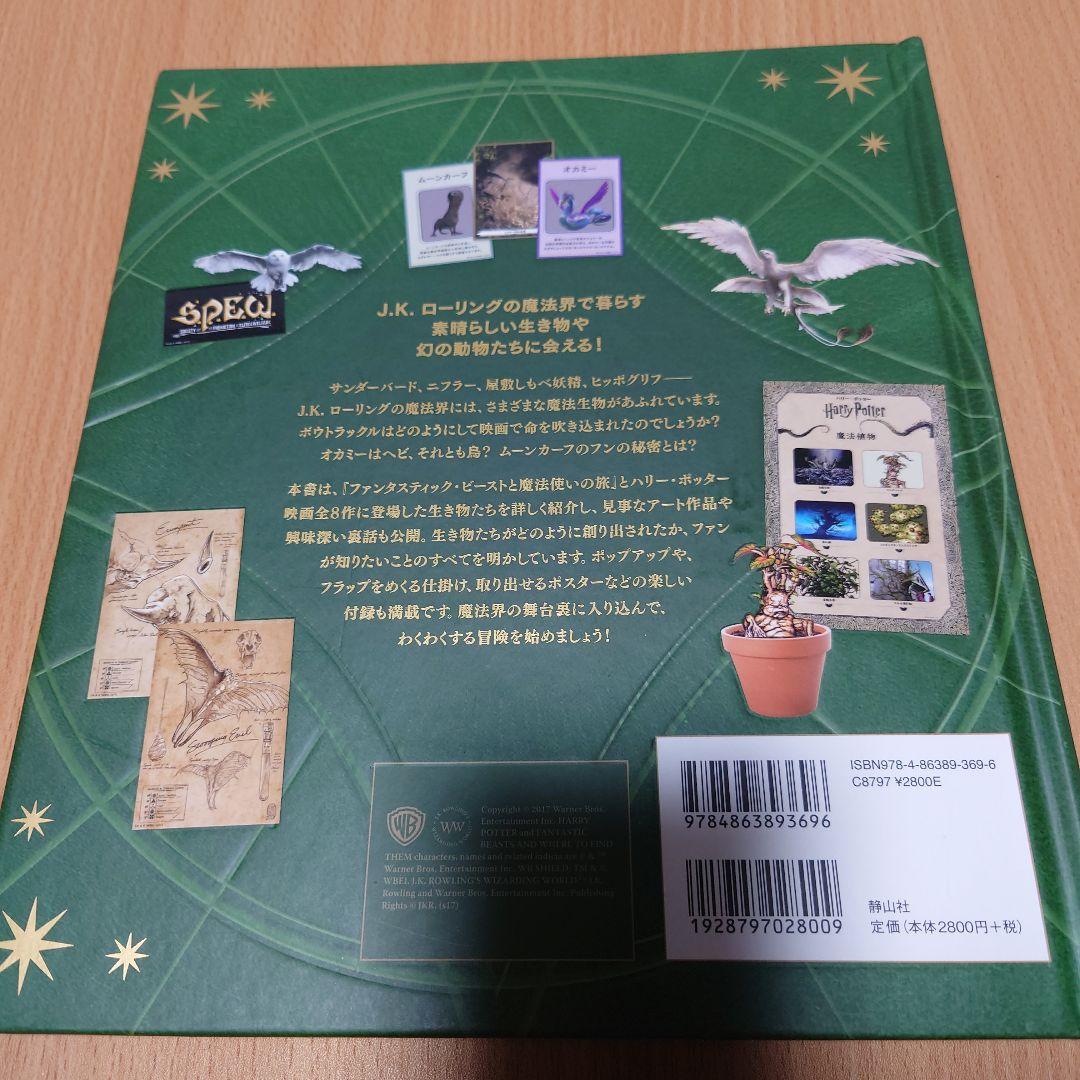 ムーンカーフ
オカミー
S.P.E.W.
J.K. ローリングの魔法界で暮らす
素晴らしい生き物や
幻の動物たちに会える！
サンダーバード、ニフラー、屋敷しもべ妖精、ヒッポグリフ――
J.K. ローリングの魔法界には、さまざまな魔法生物があふれています。
ボウトラックルはどのようにして映画で命を吹き込まれたのでしょうか？
オカミーはヘビ、それとも鳥？ ムーンカーフのフンの秘密とは？
本書は、『ファンタスティック・ビーストと魔法使いの旅』とハリー・ポッター
映画全8作に登場した生き物たちを詳しく紹介し、見事なアート作品や
興味深い裏話も公開。生き物たちがどのように創り出されたか、ファン
が知りたいことのすべてを明かしています。ポップアップや、
フラップをめくる仕掛け、取り出せるポスターなどの楽しい
付録も満載です。魔法界の舞台裏に入り込んで、
わくわくする冒険を始めましょう！
ハリー・ポッター
Harry Potter
魔法植物
Erumpent
Swooping Evil
WB
WW
Copyright © 2017 Warner Bros.
Entertainment Inc. HARRY
POTTER and FANTASTIC
BEASTS AND WHERE TO FIND
THEM characters, names and related indicia are © & ™
Warner Bros. Entertainment Inc. WB SHIELD: TM & ©
WBEI. J.K. ROWLING'S WIZARDING WORLD ™ J.K.
Rowling and Warner Bros. Entertainment Inc. Publishing
Rights © JKR. (s17)
ISBN978-4-86389-369-6
C8797 ¥2800E
9784863893696
1928797028009
静山社
定価（本体2800円＋税）